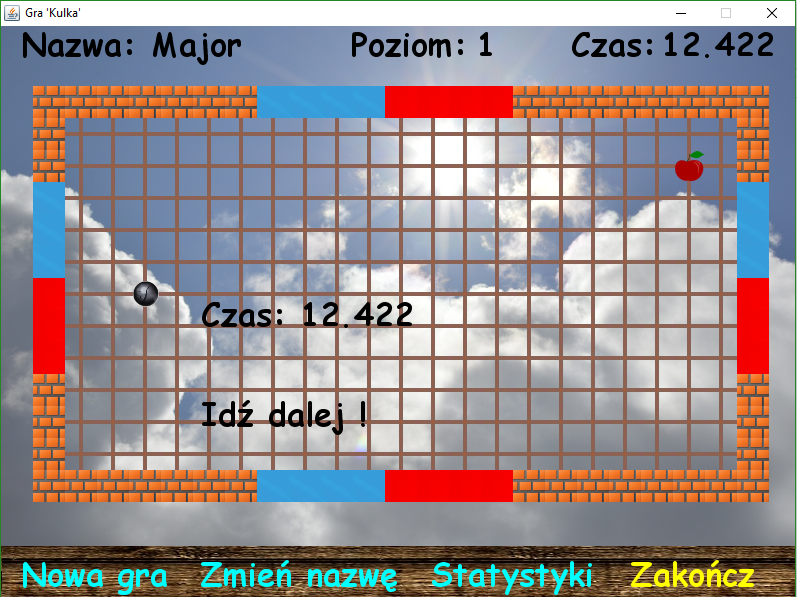 Gra 'Kulka'
Nazwa: Major Poziom: 1 Czas: 12.422
Czas: 12.422
Idź dalej !
Nowa gra Zmień nazwę Statystyki Zakończ